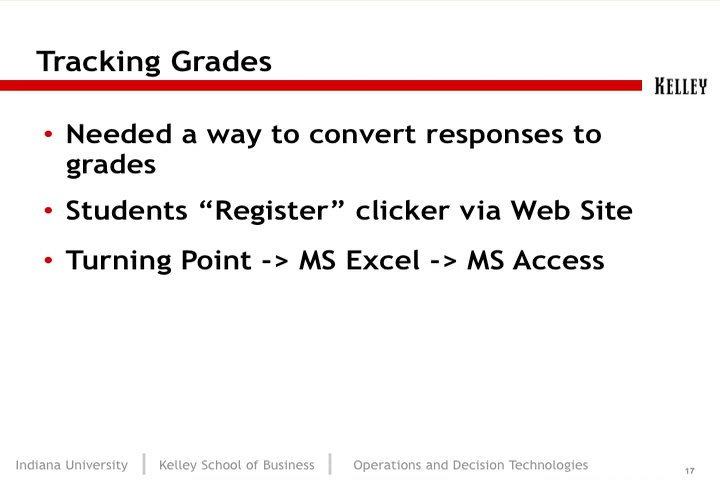 Tracking Grades
KELLEY
• Needed a way to convert responses to
grades
• Students “Register” clicker via Web Site
• Turning Point -> MS Excel -> MS Access
Indiana University | Kelley School of Business | Operations and Decision Technologies
17